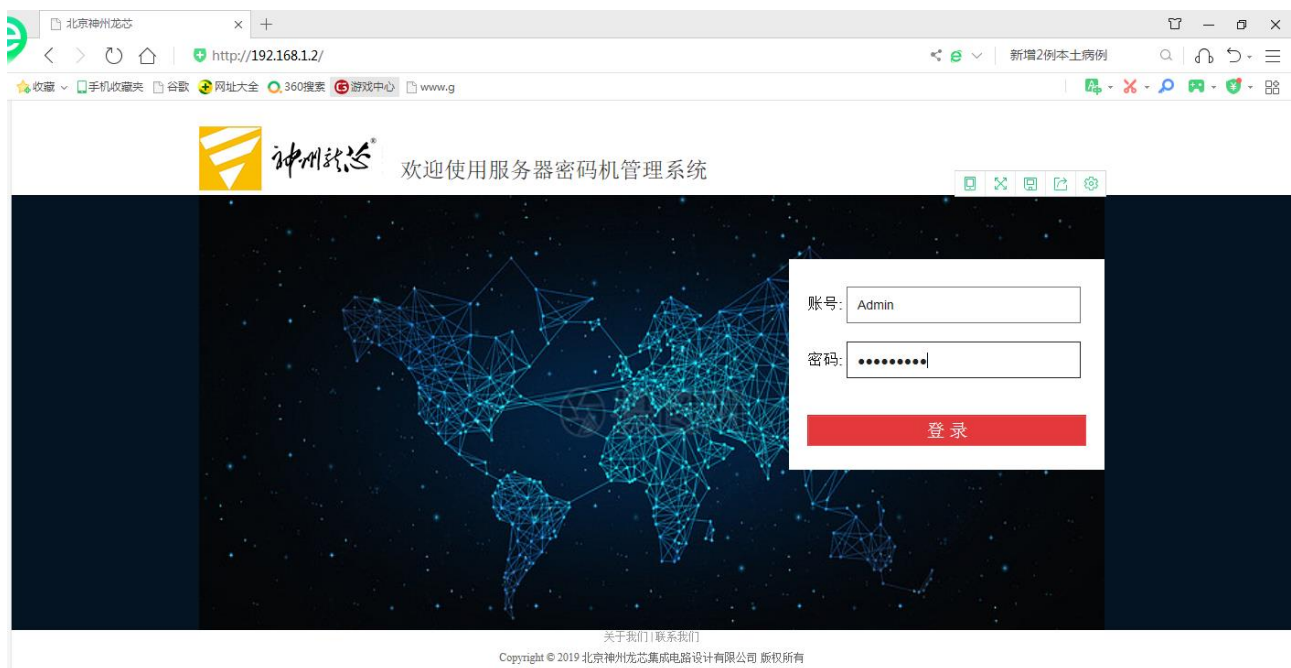 北京神州龙芯
http://192.168.1.2/
新增2例本土病例
收藏 手机收藏夹 谷歌 网址大全 360搜索 游戏中心 www.g
神州龙芯®
欢迎使用服务器密码机管理系统
账号: Admin
密码: •••••••••
登 录
关于我们 | 联系我们
Copyright © 2019 北京神州龙芯集成电路设计有限公司 版权所有